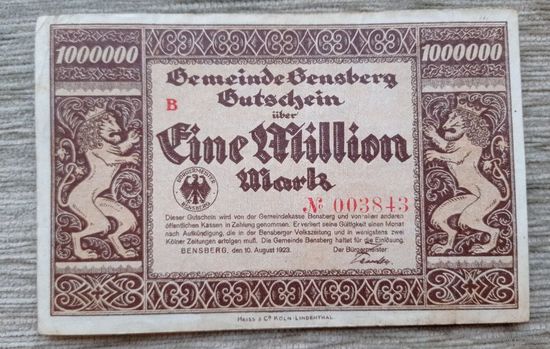 1000000 1000000
Gemeinde Bensberg
B Gutschein
über
Eine Million
Mark
BÜRGERMEISTER
BENSBERG
№ 003843
Dieser Gutschein wird von der Gemeindekasse Bensberg und von allen anderen
öffentlichen Kassen in Zahlung genommen. Er verliert seine Gültigkeit einen Monat
nach Aufkündigung, die in der Bensberger Volkszeitung und in wenigstens zwei
Kölner Zeitungen erfolgen muß. Die Gemeinde Bensberg haftet für die Einlösung.
BENSBERG, den 10. August 1923. Der Bürgermeister:
HEISS & Co KÖLN-LINDENTHAL